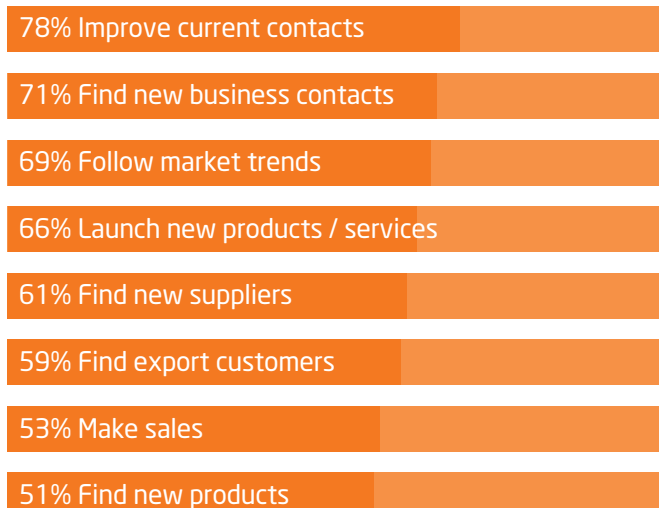 78% Improve current contacts
71% Find new business contacts
69% Follow market trends
66% Launch new products / services
61% Find new suppliers
59% Find export customers
53% Make sales
51% Find new products